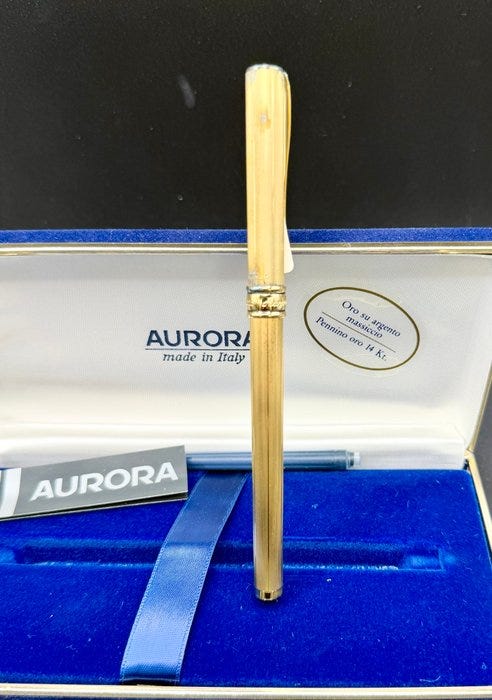 AURORA
made in Italy
Oro su argento
massiccio
Pennino oro 14 Kt.
AURORA